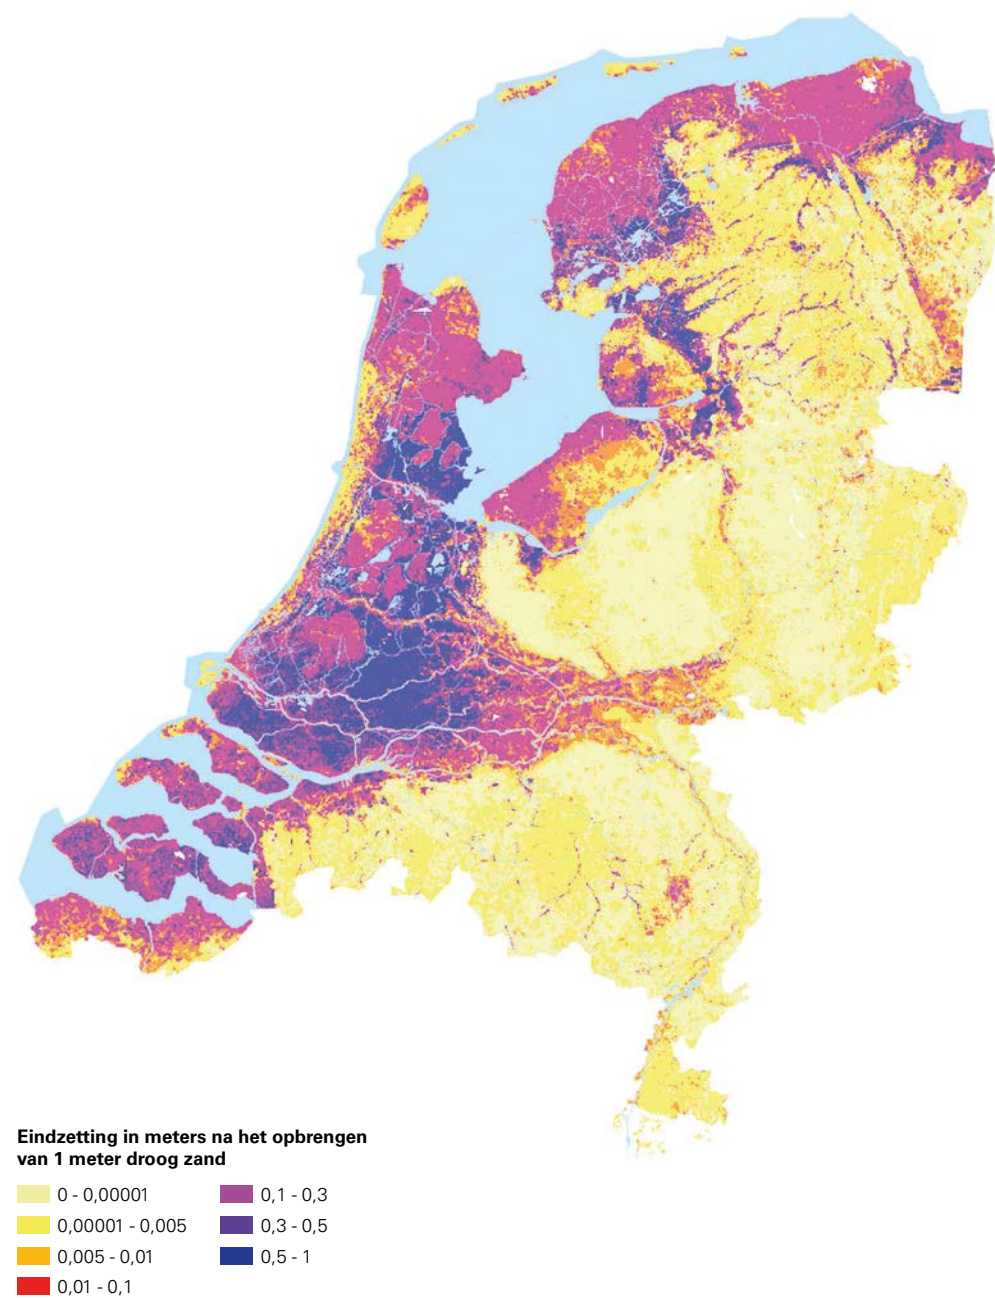 Eindzetting in meters na het opbrengen
van 1 meter droog zand
0 - 0,00001
0,00001 - 0,005
0,005 - 0,01
0,01 - 0,1
0,1 - 0,3
0,3 - 0,5
0,5 - 1